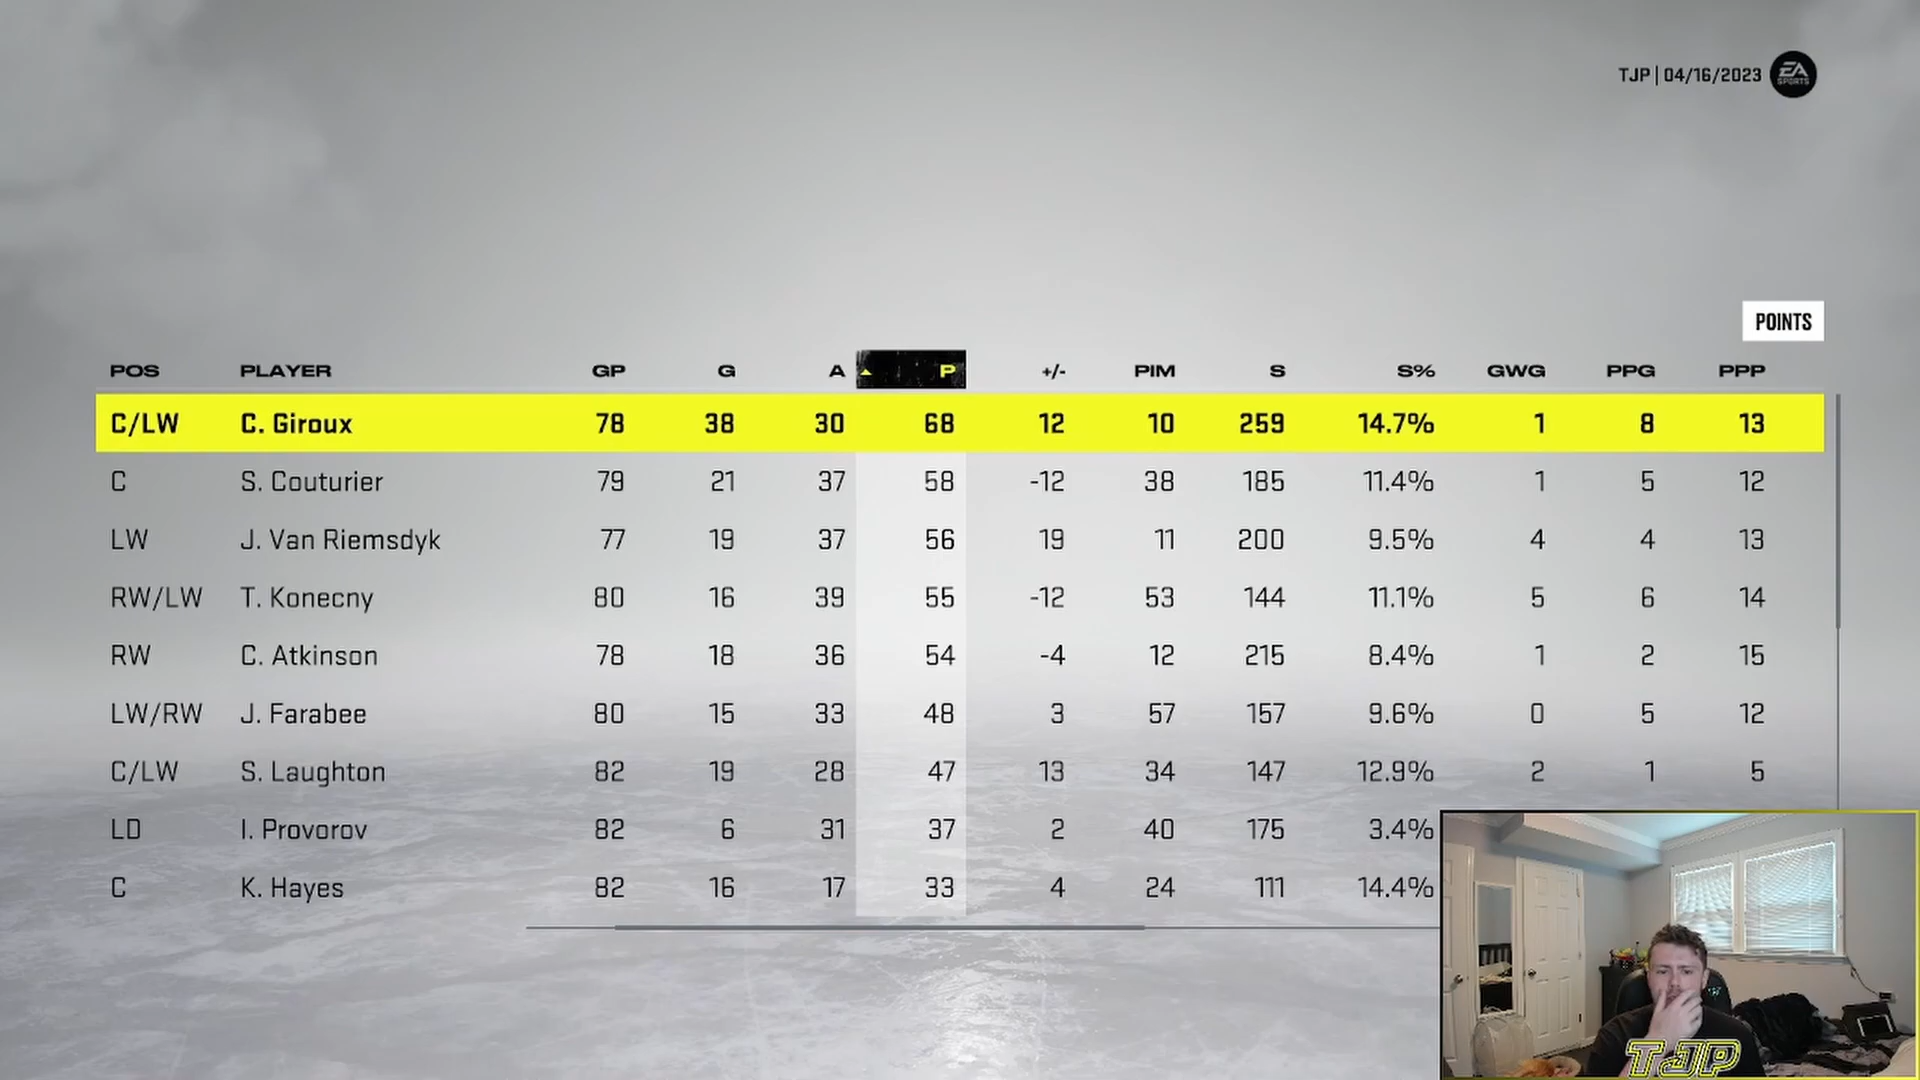 TJP | 04/16/2023 EA SPORTS
POINTS
POS PLAYER GP G A P +/- PIM S S% GWG PPG PPP
C/LW C. Giroux 78 38 30 68 12 10 259 14.7% 1 8 13
C S. Couturier 79 21 37 58 -12 38 185 11.4% 1 5 12
LW J. Van Riemsdyk 77 19 37 56 19 11 200 9.5% 4 4 13
RW/LW T. Konecny 80 16 39 55 -12 53 144 11.1% 5 6 14
RW C. Atkinson 78 18 36 54 -4 12 215 8.4% 1 2 15
LW/RW J. Farabee 80 15 33 48 3 57 157 9.6% 0 5 12
C/LW S. Laughton 82 19 28 47 13 34 147 12.9% 2 1 5
LD I. Provorov 82 6 31 37 2 40 175 3.4%
C K. Hayes 82 16 17 33 4 24 111 14.4%
TJP